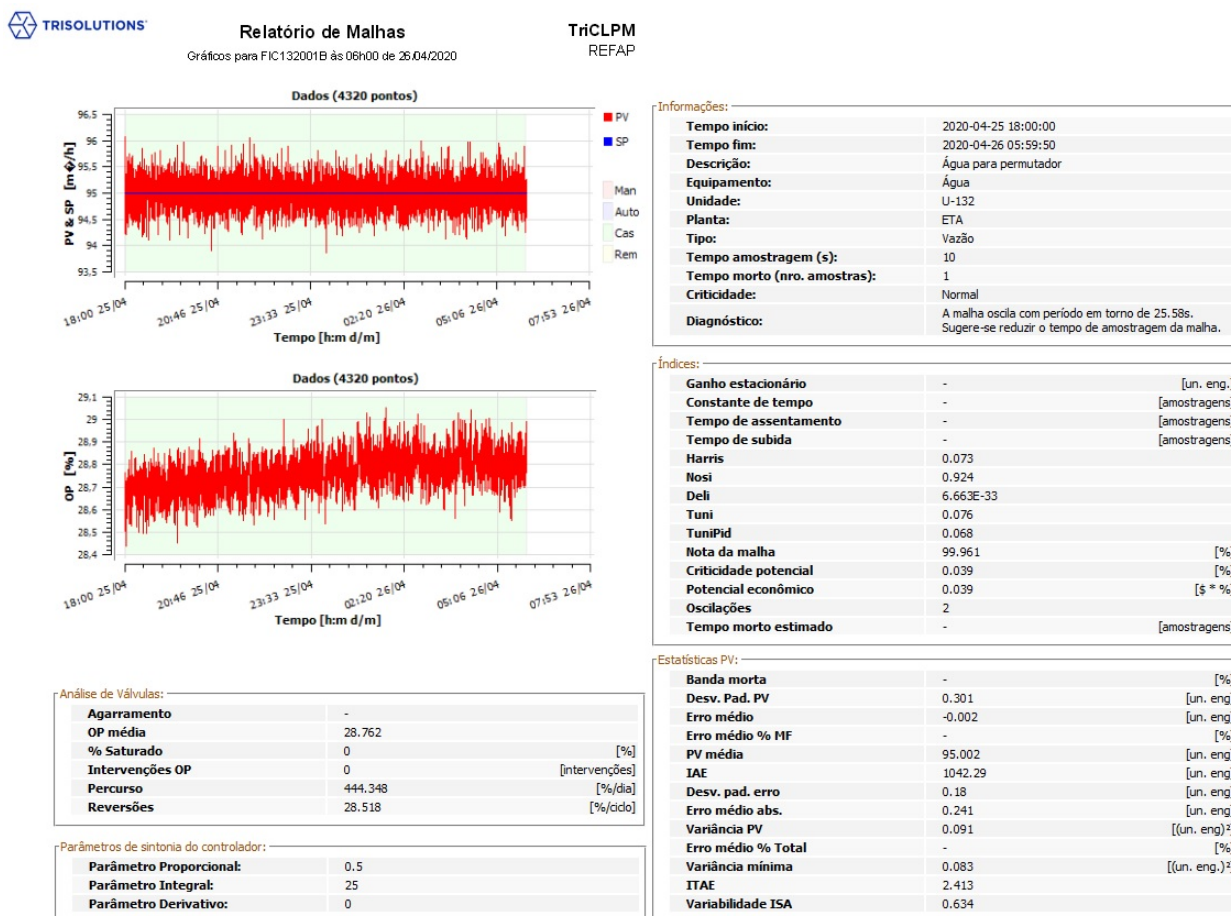 TRISOLUTIONS
Relatório de Malhas
Gráficos para FIC132001B às 06h00 de 26/04/2020
TriCLPM
REFAP
Dados (4320 pontos)
96.5
96
95.5
95
94.5
94
93.5
PV & SP [m�/h]
18:00 25/04
20:46 25/04
23:33 25/04
02:20 26/04
05:06 26/04
07:53 26/04
Tempo [h:m d/m]
PV
SP
Man
Auto
Cas
Rem
Dados (4320 pontos)
29,1
29
28.9
28.8
28.7
28.6
28.5
28.4
OP [%]
18:00 25/04
20:46 25/04
23:33 25/04
02:20 26/04
05:06 26/04
07:53 26/04
Tempo [h:m d/m]
Análise de Válvulas:
Agarramento -
OP média 28.762
% Saturado 0 [%]
Intervenções OP 0 [intervenções]
Percurso 444.348 [%/dia]
Reversões 28.518 [%/ciclo]
Parâmetros de sintonia do controlador:
Parâmetro Proporcional: 0.5
Parâmetro Integral: 25
Parâmetro Derivativo: 0
Informações:
Tempo início: 2020-04-25 18:00:00
Tempo fim: 2020-04-26 05:59:50
Descrição: Água para permutador
Equipamento: Água
Unidade: U-132
Planta: ETA
Tipo: Vazão
Tempo amostragem (s): 10
Tempo morto (nro. amostras): 1
Criticidade: Normal
Diagnóstico: A malha oscila com período em torno de 25.58s.
Sugere-se reduzir o tempo de amostragem da malha.
Índices:
Ganho estacionário - [un. eng.]
Constante de tempo - [amostragens]
Tempo de assentamento - [amostragens]
Tempo de subida - [amostragens]
Harris 0.073
Nosi 0.924
Deli 6.663E-33
Tuni 0.076
TuniPid 0.068
Nota da malha 99.961 [%]
Criticidade potencial 0.039 [%]
Potencial econômico 0.039 [$ * %]
Oscilações 2
Tempo morto estimado - [amostragens]
Estatísticas PV:
Banda morta - [%]
Desv. Pad. PV 0.301 [un. eng
Erro médio -0.002 [un. eng
Erro médio % MF - [%]
PV média 95.002 [un. eng
IAE 1042.29 [un. eng
Desv. pad. erro 0.18 [un. eng
Erro médio abs. 0.241 [un. eng
Variância PV 0.091 [(un. eng)²
Erro médio % Total - [%]
Variância mínima 0.083 [(un. eng.)²
ITAE 2.413
Variabilidade ISA 0.634